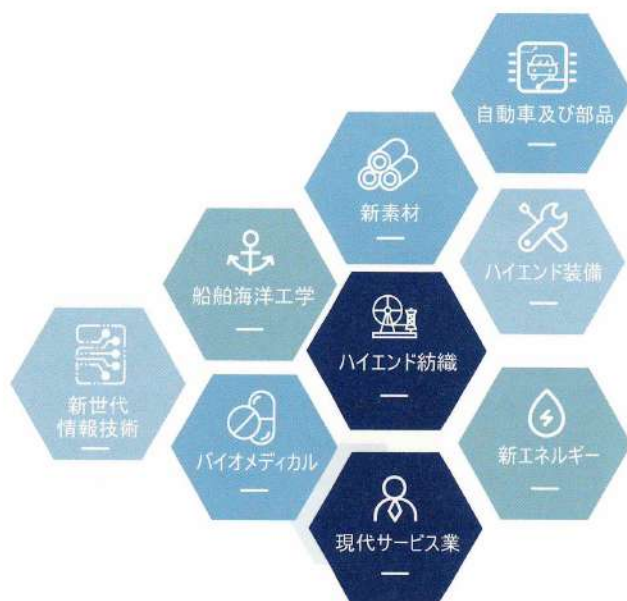 自動車及び部品
新素材
ハイエンド装備
船舶海洋工学
ハイエンド紡織
新世代
情報技術
バイオメディカル
新エネルギー
現代サービス業